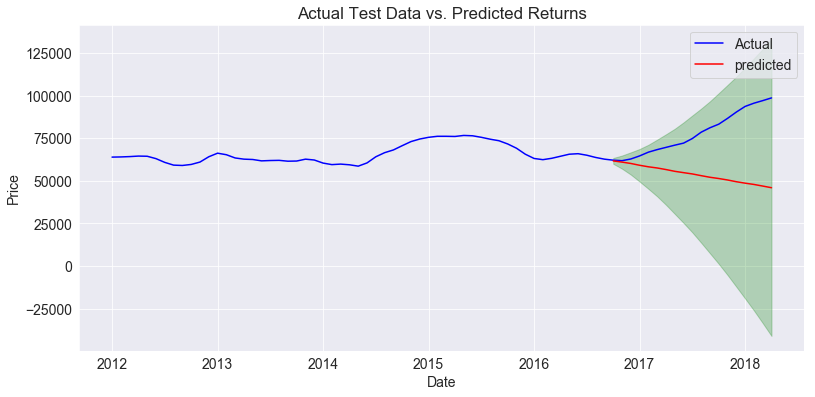 Actual Test Data vs. Predicted Returns
125000
100000
75000
50000
25000
0
−25000
Price
Actual
predicted
2012 2013 2014 2015 2016 2017 2018
Date